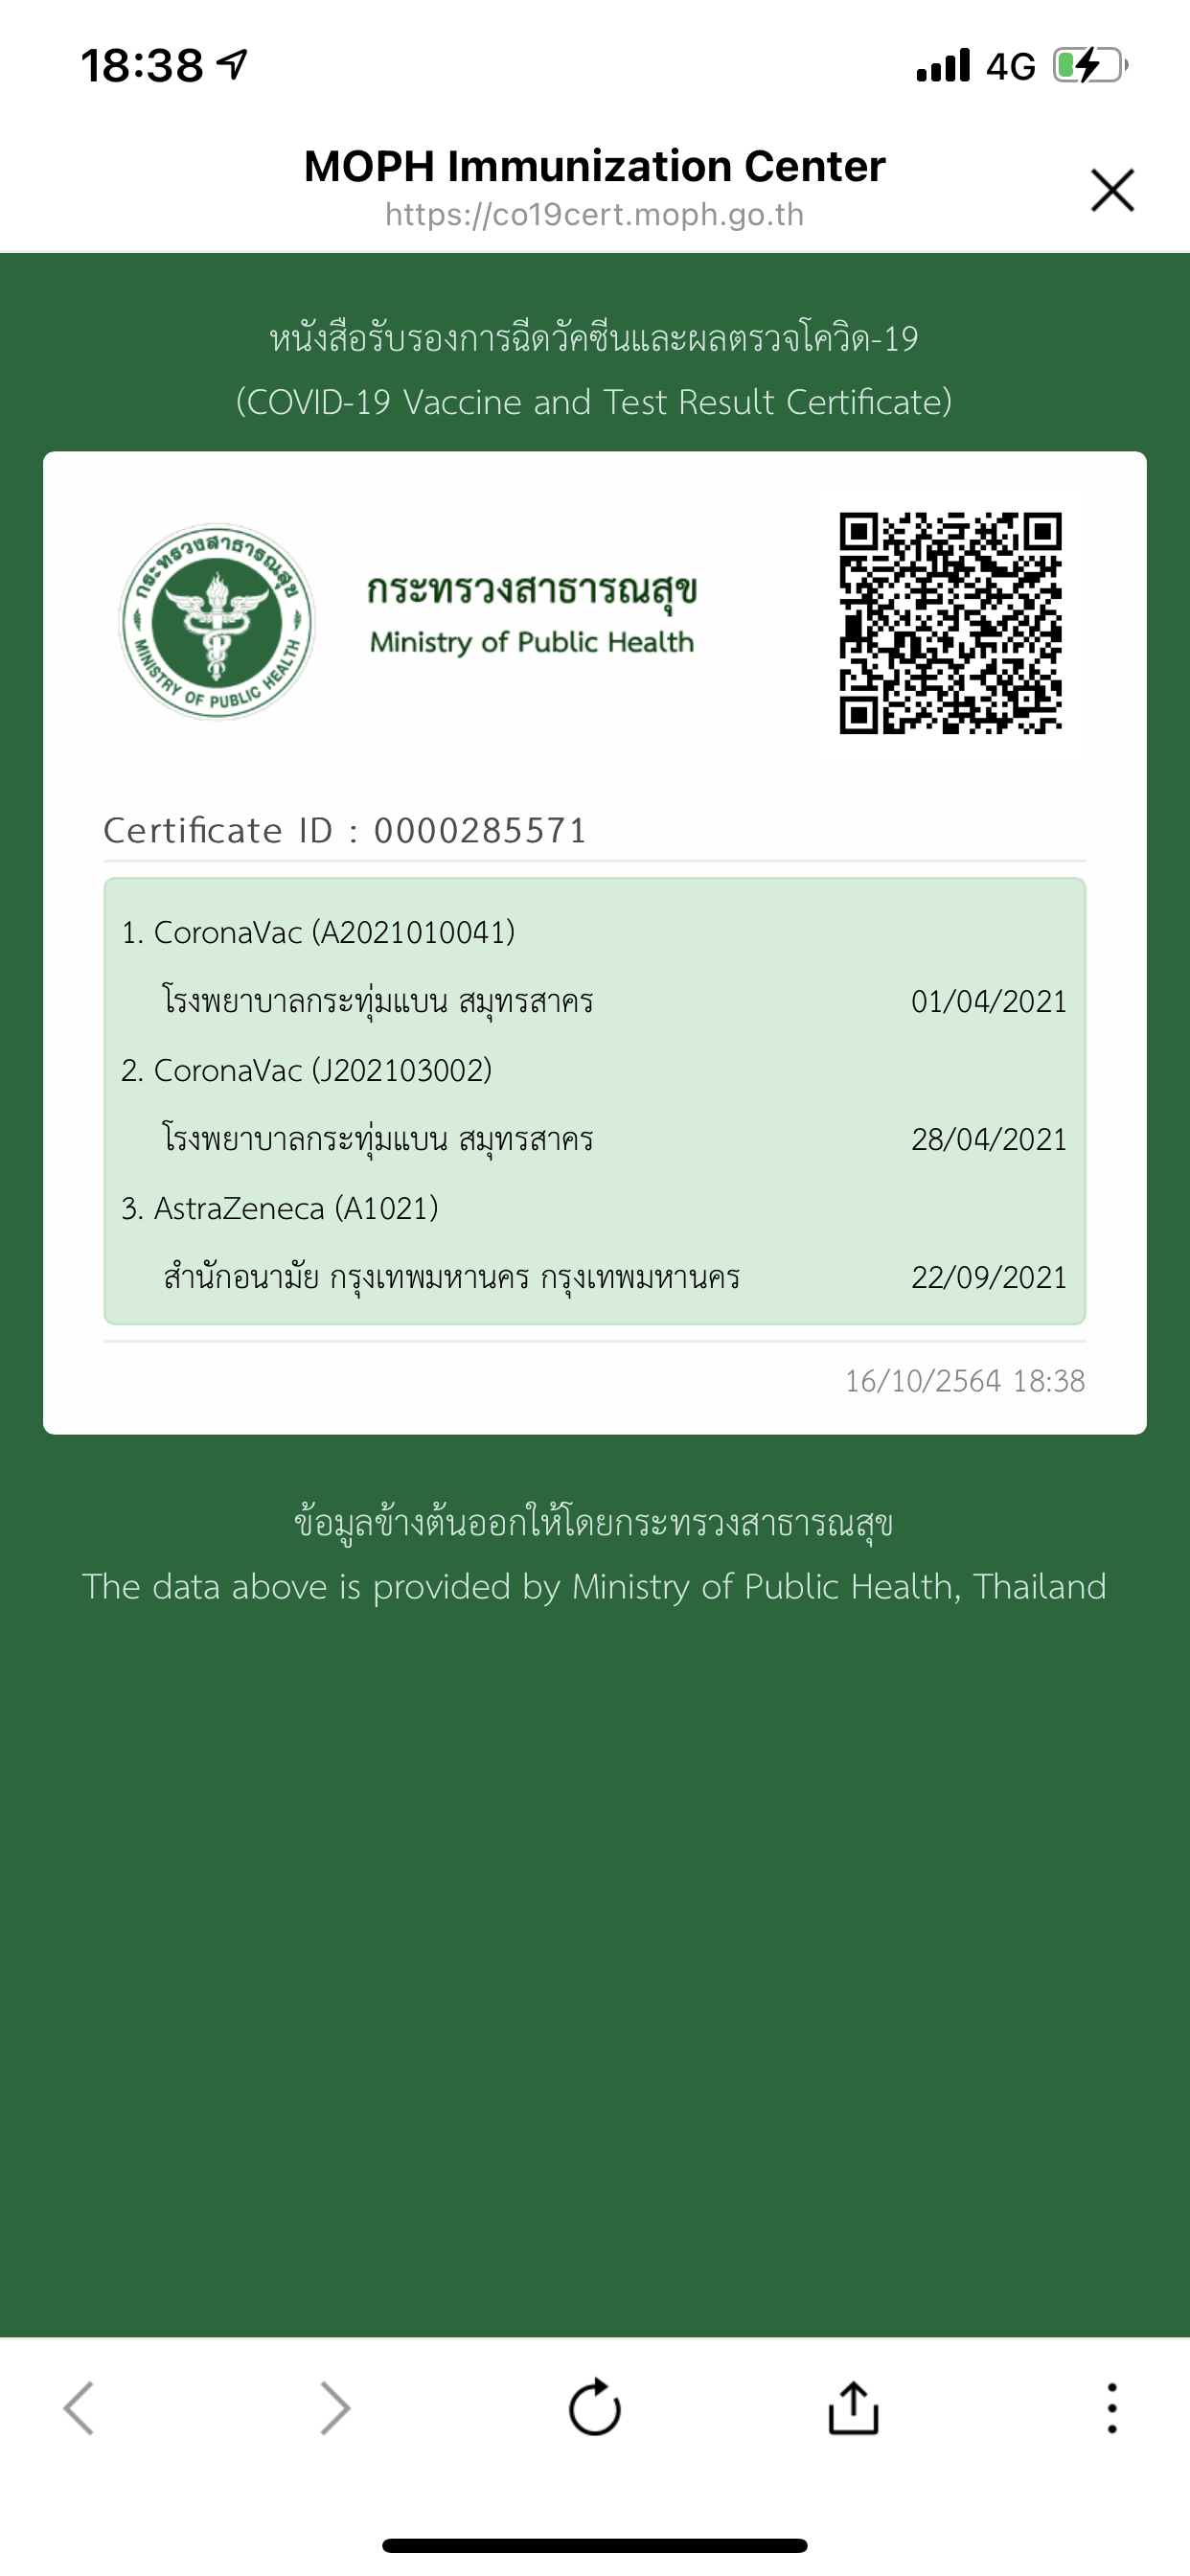 18:38
4G
MOPH Immunization Center
https://co19cert.moph.go.th
หนังสือรับรองการฉีดวัคซีนและผลตรวจโควิด-19
(COVID-19 Vaccine and Test Result Certificate)
กระทรวงสาธารณสุข
MINISTRY OF PUBLIC HEALTH
กระทรวงสาธารณสุข
Ministry of Public Health
Certificate ID : 0000285571
1. CoronaVac (A2021010041)
โรงพยาบาลกระทุ่มแบน สมุทรสาคร 01/04/2021
2. CoronaVac (J202103002)
โรงพยาบาลกระทุ่มแบน สมุทรสาคร 28/04/2021
3. AstraZeneca (A1021)
สำนักอนามัย กรุงเทพมหานคร กรุงเทพมหานคร 22/09/2021
16/10/2564 18:38
ข้อมูลข้างต้นออกให้โดยกระทรวงสาธารณสุข
The data above is provided by Ministry of Public Health, Thailand